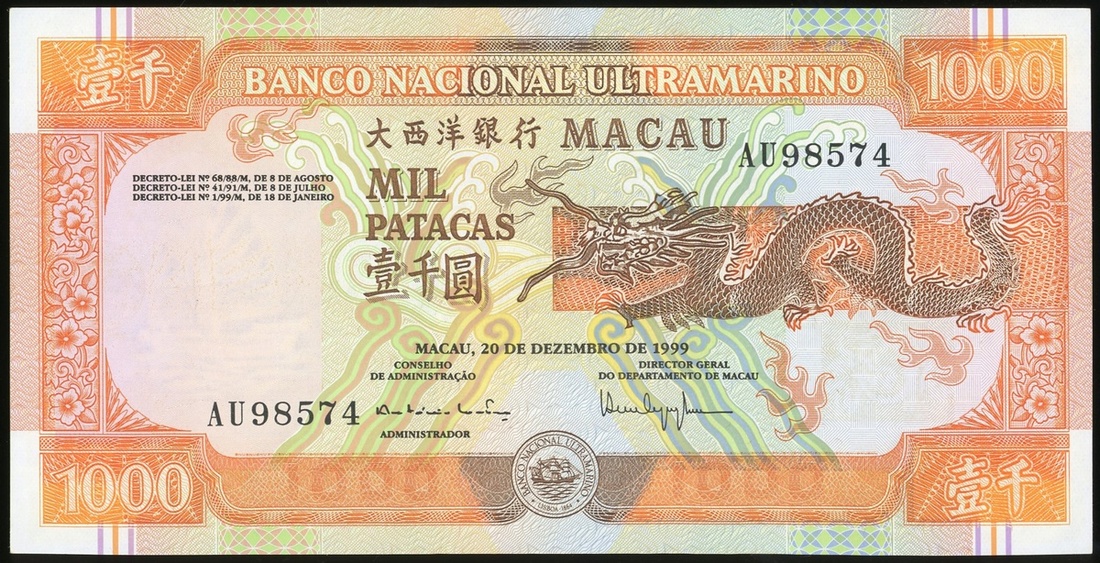 壹千
BANCO NACIONAL ULTRAMARINO
1000
大西洋銀行 MACAU
AU98574
DECRETO-LEI Nº 68/88/M, DE 8 DE AGOSTO
DECRETO-LEI Nº 41/91/M, DE 8 DE JULHO
DECRETO-LEI Nº 1/99/M, DE 18 DE JANEIRO
MIL
PATACAS
壹千圓
MACAU, 20 DE DEZEMBRO DE 1999
CONSELHO
DE ADMINISTRAÇÃO
DIRECTOR GERAL
DO DEPARTAMENTO DE MACAU
AU98574
ADMINISTRADOR
1000
BANCO NACIONAL ULTRAMARINO
LISBOA 1864
壹千